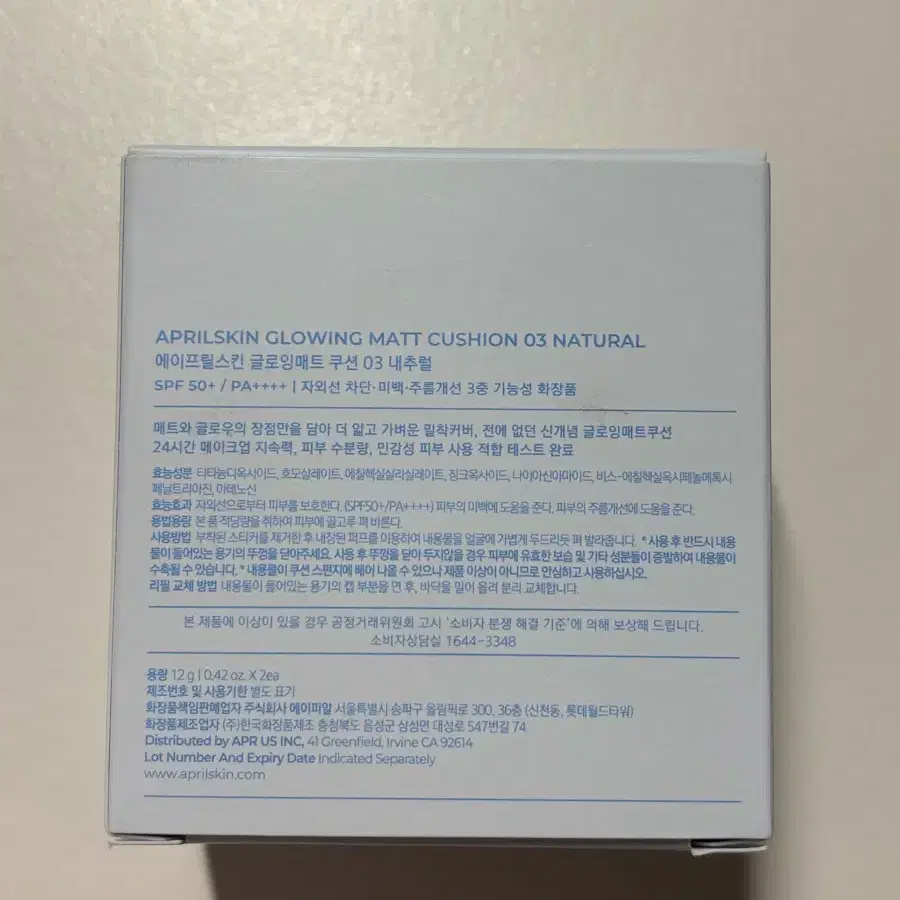 APRILSKIN GLOWING MATT CUSHION 03 NATURAL
에이프릴스킨 글로잉매트 쿠션 03 내추럴
SPF 50+ / PA++++ | 자외선 차단·미백·주름개선 3중 기능성 화장품
매트와 글로우의 장점만을 담아 더 얇고 가벼운 밀착커버, 전에 없던 신개념 글로잉매트쿠션
24시간 메이크업 지속력, 피부 수분량, 민감성 피부 사용 적합 테스트 완료
효능성분 티타늄디옥사이드, 호모살레이트, 에칠헥실살리실레이트, 징크옥사이드, 나이아신아마이드, 비스-에칠헥실옥시페놀메톡시
페닐트리아진, 아데노신
효능효과 자외선으로부터 피부를 보호한다. (SPF50+/PA++++) 피부의 미백에 도움을 준다. 피부의 주름개선에 도움을 준다.
용법용량 본 품 적당량을 취하여 피부에 골고루 펴 바른다.
사용방법 부착된 스티커를 제거한 후 내장된 퍼프를 이용하여 내용물을 얼굴에 가볍게 두드리듯 펴 발라줍니다. * 사용 후 반드시 내용
물이 들어있는 용기의 뚜껑을 닫아주세요. 사용 후 뚜껑을 닫아 두지않을 경우 피부에 유효한 보습 및 기타 성분들이 증발하여 내용물이
수축될 수 있습니다. * 내용물이 쿠션 스펀지에 베어 나올 수 있으나 제품 이상이 아니므로 안심하고 사용하십시오.
리필 교체 방법 내용물이 들어있는 용기의 캡 부분을 연 후, 바닥을 밀어 올려 분리 교체합니다.
본 제품에 이상이 있을 경우 공정거래위원회 고시 '소비자 분쟁 해결 기준'에 의해 보상해 드립니다.
소비자상담실 1644-3348
용량 12 g | 0.42 oz. X 2ea
제조번호 및 사용기한 별도 표기
화장품책임판매업자 주식회사 에이피알 서울특별시 송파구 올림픽로 300, 36층 (신천동, 롯데월드타워)
화장품제조업자 (주)한국화장품제조 충청북도 음성군 삼성면 대성로 547번길 74
Distributed by APR US INC, 41 Greenfield, Irvine CA 92614
Lot Number And Expiry Date Indicated Separately
www.aprilskin.com